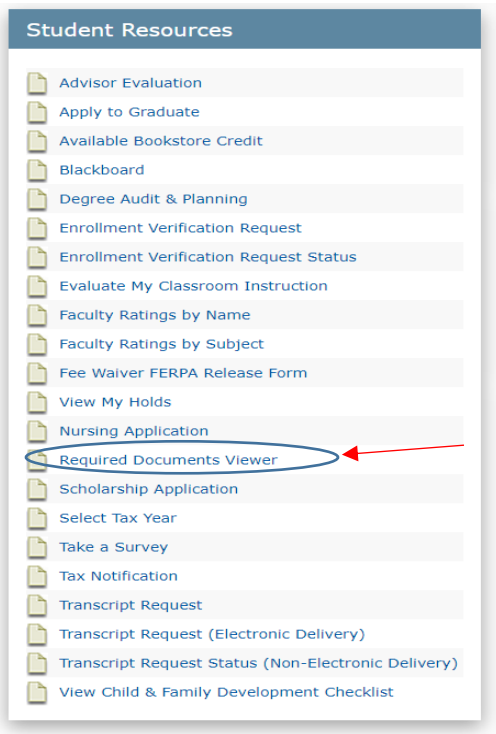 Student Resources
Advisor Evaluation
Apply to Graduate
Available Bookstore Credit
Blackboard
Degree Audit & Planning
Enrollment Verification Request
Enrollment Verification Request Status
Evaluate My Classroom Instruction
Faculty Ratings by Name
Faculty Ratings by Subject
Fee Waiver FERPA Release Form
View My Holds
Nursing Application
Required Documents Viewer
Scholarship Application
Select Tax Year
Take a Survey
Tax Notification
Transcript Request
Transcript Request (Electronic Delivery)
Transcript Request Status (Non-Electronic Delivery)
View Child & Family Development Checklist